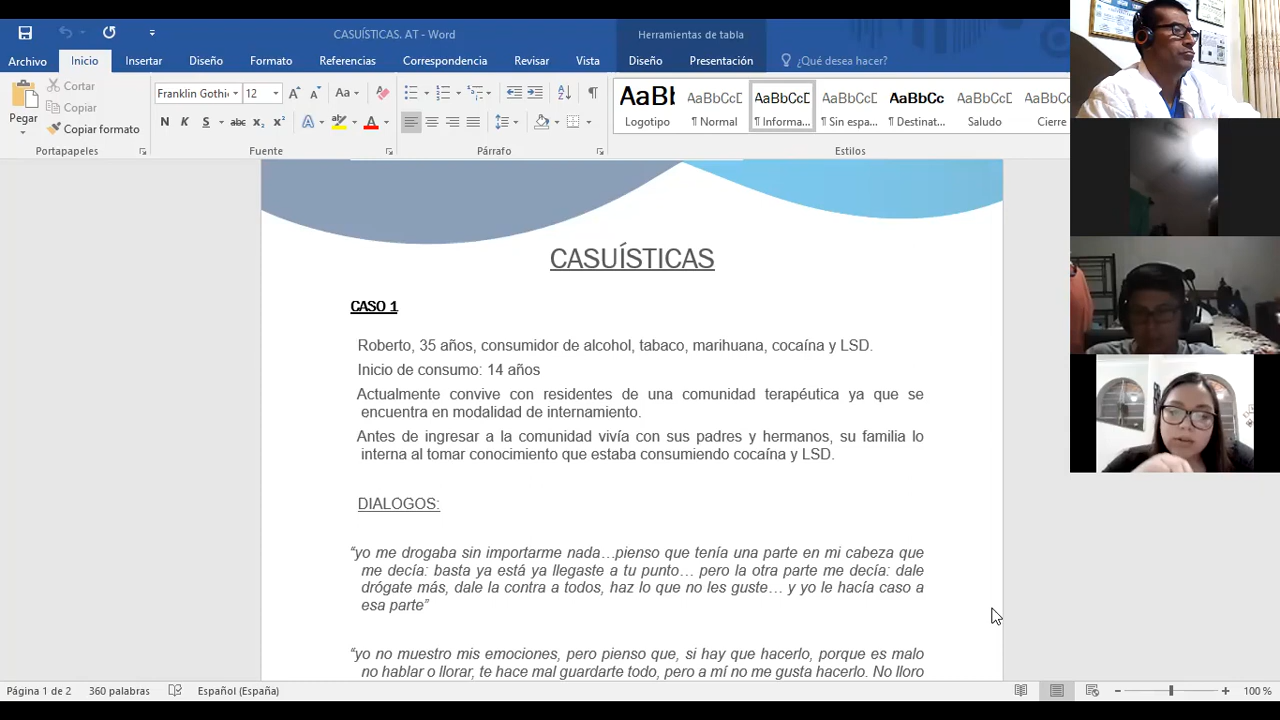 CASUÍSTICAS. AT - Word
Herramientas de tabla
Archivo Inicio Insertar Diseño Formato Referencias Correspondencia Revisar Vista Diseño Presentación ¿Qué desea hacer?
Cortar
Copiar
Copiar formato
Pegar
Franklin Gothi 12
N K S abc x₂ x²
AaBb AaBbCcD AaBbCcD AaBbCcD AaBbCc AaBbCcD AaBbCcD
Logotipo ¶ Normal ¶ Informa... ¶ Sin espa... ¶ Destinat... Saludo Cierre
Portapapeles Fuente Párrafo Estilos
CASUÍSTICAS
CASO 1
Roberto, 35 años, consumidor de alcohol, tabaco, marihuana, cocaína y LSD.
Inicio de consumo: 14 años
Actualmente convive con residentes de una comunidad terapéutica ya que se
encuentra en modalidad de internamiento.
Antes de ingresar a la comunidad vivía con sus padres y hermanos, su familia lo
interna al tomar conocimiento que estaba consumiendo cocaína y LSD.
DIALOGOS:
“yo me drogaba sin importarme nada…pienso que tenía una parte en mi cabeza que
me decía: basta ya está ya llegaste a tu punto… pero la otra parte me decía: dale
drógate más, dale la contra a todos, haz lo que no les guste… y yo le hacía caso a
esa parte”
“yo no muestro mis emociones, pero pienso que, si hay que hacerlo, porque es malo
no hablar o llorar, te hace mal guardarte todo, pero a mí no me gusta hacerlo. No lloro
Página 1 de 2 360 palabras Español (España) 100 %